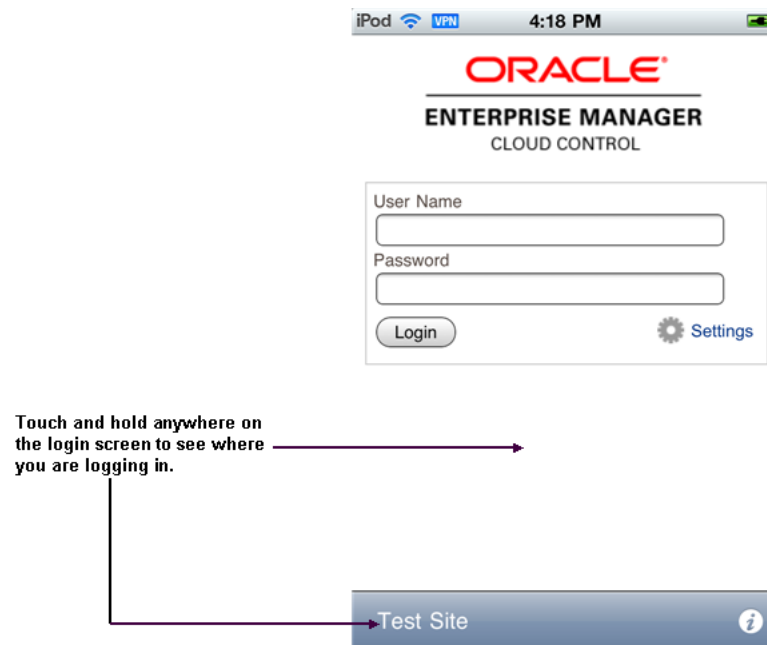 iPod VPN 4:18 PM
ORACLE
ENTERPRISE MANAGER
CLOUD CONTROL
User Name
Password
Login Settings
Touch and hold anywhere on
the login screen to see where
you are logging in.
Test Site i